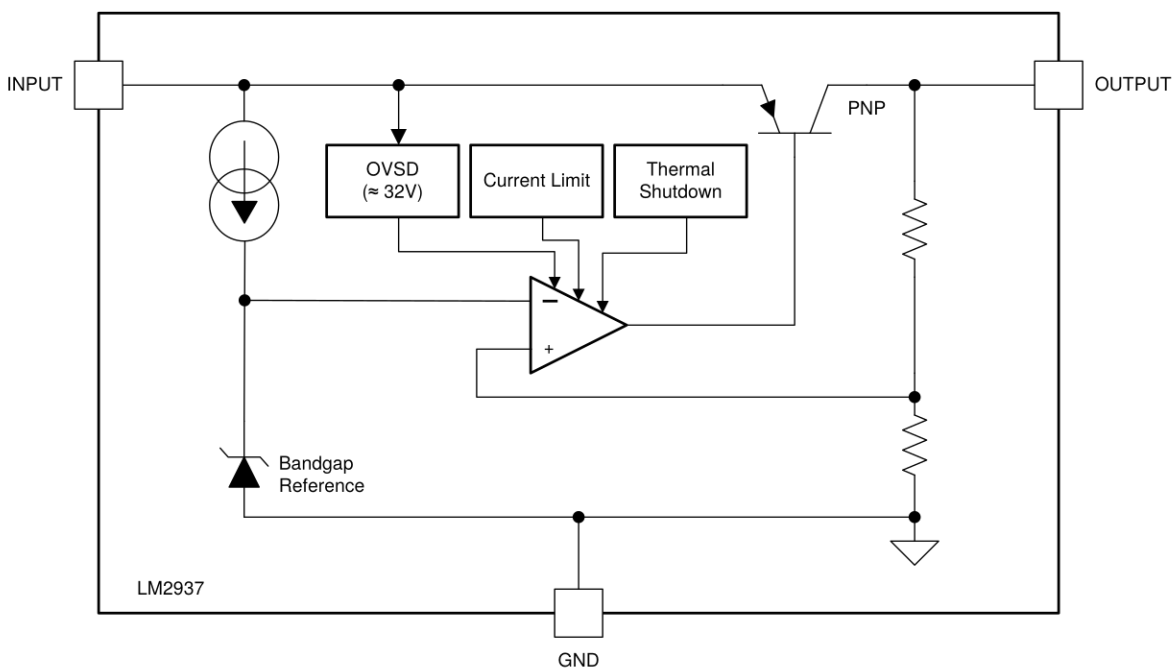 INPUT
OUTPUT
PNP
OVSD
(≈ 32V)
Current Limit
Thermal
Shutdown
−
+
Bandgap
Reference
LM2937
GND